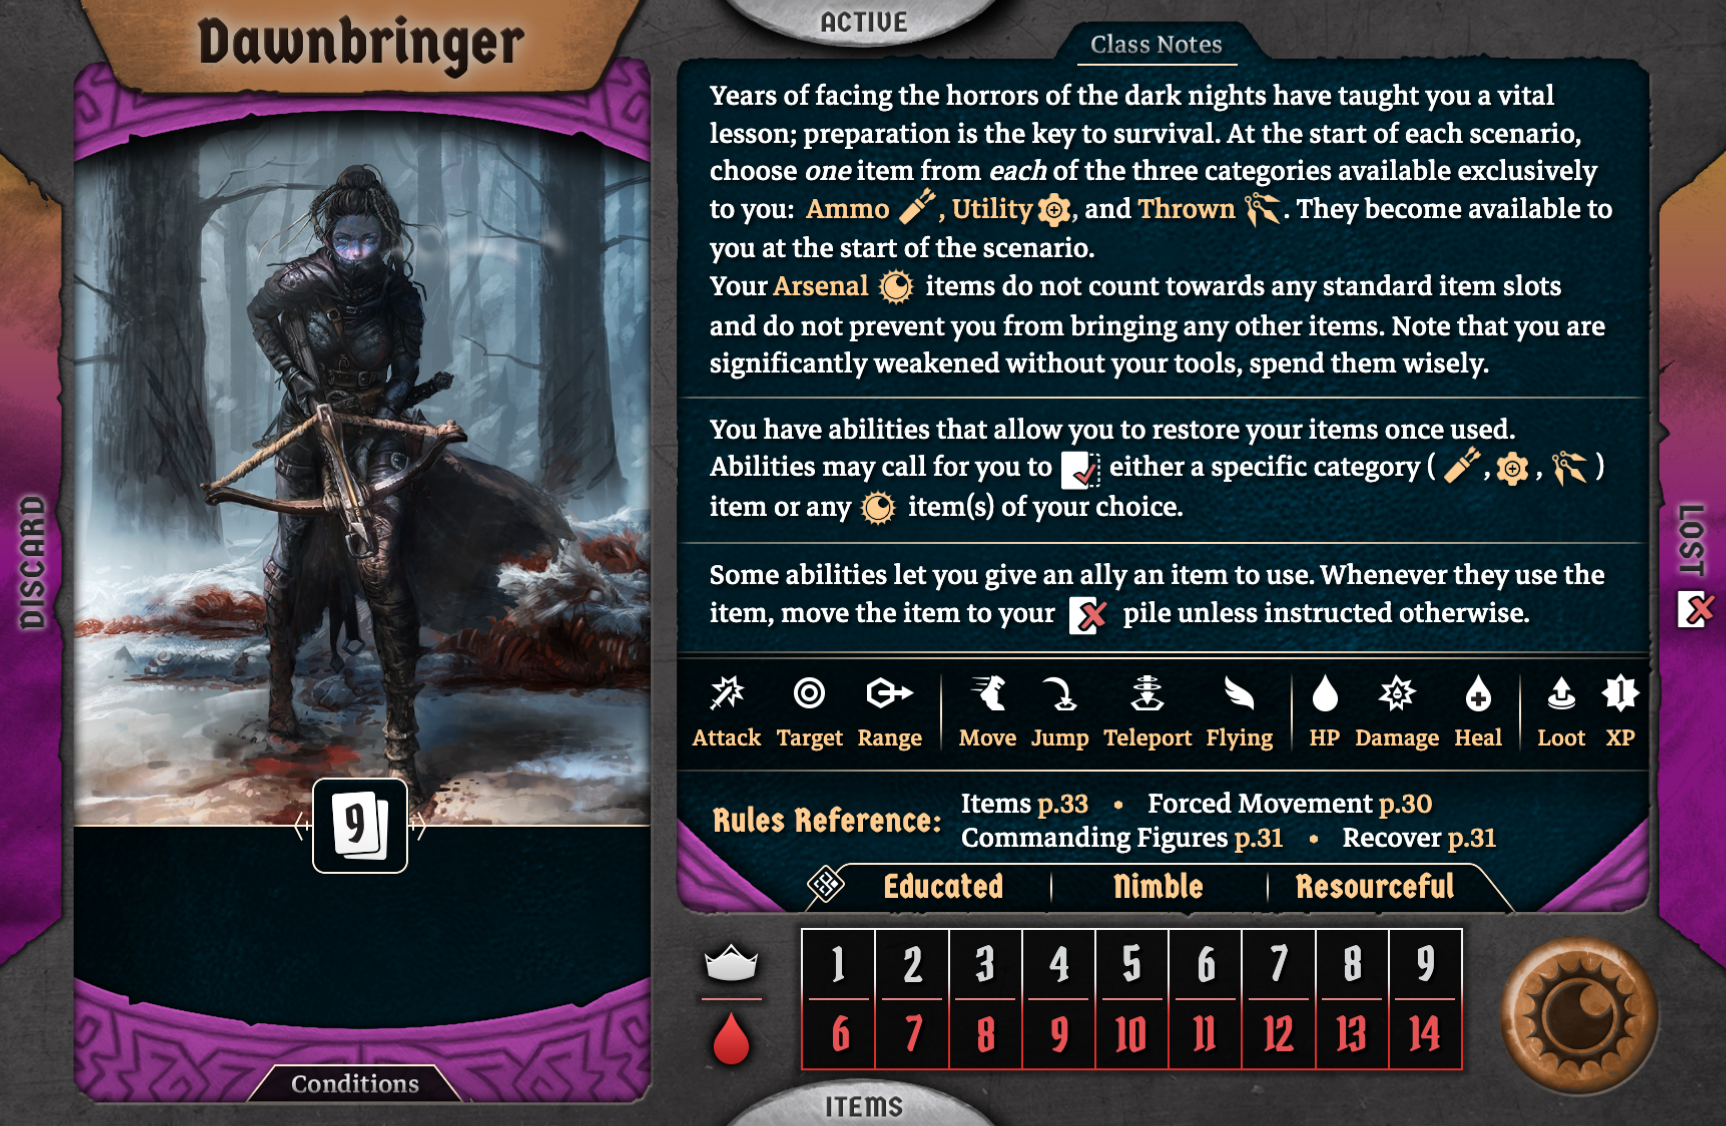 Dawnbringer
ACTIVE
Class Notes
Years of facing the horrors of the dark nights have taught you a vital
lesson; preparation is the key to survival. At the start of each scenario,
choose one item from each of the three categories available exclusively
to you: Ammo , Utility , and Thrown . They become available to
you at the start of the scenario.
Your Arsenal items do not count towards any standard item slots
and do not prevent you from bringing any other items. Note that you are
significantly weakened without your tools, spend them wisely.
You have abilities that allow you to restore your items once used.
Abilities may call for you to either a specific category ( , , )
item or any item(s) of your choice.
Some abilities let you give an ally an item to use. Whenever they use the
item, move the item to your pile unless instructed otherwise.
Attack Target Range Move Jump Teleport Flying HP Damage Heal Loot 1 XP
Rules Reference:
Items p.33 • Forced Movement p.30
Commanding Figures p.31 • Recover p.31
Educated | Nimble | Resourceful
1 2 3 4 5 6 7 8 9
6 7 8 9 10 11 12 13 14
DISCARD
LOST
9
Conditions
ITEMS